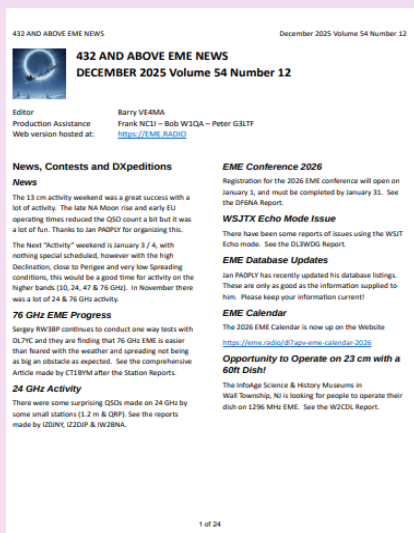 432 AND ABOVE EME NEWS
December 2025 Volume 54 Number 12
432 AND ABOVE EME NEWS
DECEMBER 2025 Volume 54 Number 12
Editor Barry VE4MA
Production Assistance Frank NC1I – Bob W1QA – Peter G3LTF
Web version hosted at: https://EME.RADIO
News, Contests and DXpeditions
News
The 13 cm activity weekend was a great success with a
lot of activity. The late NA Moon rise and early EU
operating times reduced the QSO count a bit but it was
a lot of fun. Thanks to Jan PA0PLY for organizing this.
The Next "Activity" weekend is January 3 / 4, with
nothing special scheduled, however with the high
Declination, close to Perigee and very low Spreading
conditions, this would be a good time for activity on the
higher bands (10, 24, 47 & 76 GHz). In November there
was a lot of 24 & 76 GHz activity.
76 GHz EME Progress
Sergey RW3BP continues to conduct one way tests with
DL7YC and they are finding that 76 GHz EME is easier
than feared with the weather and spreading not being
as big an obstacle as expected. See the comprehensive
Article made by CT1BYM after the Station Reports.
24 GHz Activity
There were some surprising QSOs made on 24 GHz by
some small stations (1.2 m & QRP). See the reports
made by IZ0JNY, IZ2DJP & IW2BNA.
EME Conference 2026
Registration for the 2026 EME conference will open on
January 1, and must be completed by January 31. See
the DF6NA Report.
WSJTX Echo Mode Issue
There have been some reports of issues using the WSJT
Echo mode. See the DL3WDG Report.
EME Database Updates
Jan PA0PLY has recently updated his database listings.
These are only as good as the information supplied to
him. Please keep your information current!
EME Calendar
The 2026 EME Calendar is now up on the Website
https://eme.radio/dl7apv-eme-calendar-2026
Opportunity to Operate on 23 cm with a
60ft Dish!
The InfoAge Science & History Museums in
Wall Township, NJ is looking for people to operate their
dish on 1296 MHz EME. See the W2CDL Report.
1 of 24